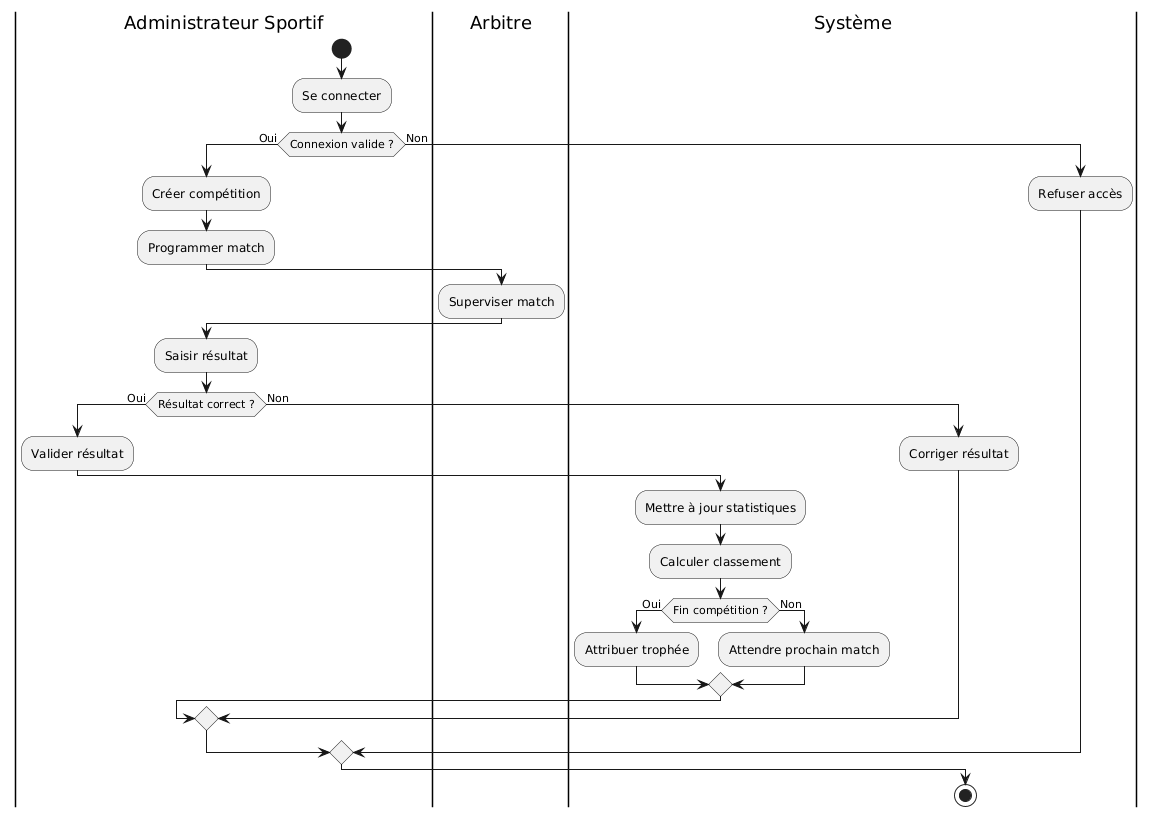 Administrateur Sportif
Arbitre
Système
Se connecter
Oui
Connexion valide ?
Non
Créer compétition
Refuser accès
Programmer match
Superviser match
Saisir résultat
Oui
Résultat correct ?
Non
Valider résultat
Corriger résultat
Mettre à jour statistiques
Calculer classement
Oui
Fin compétition ?
Non
Attribuer trophée
Attendre prochain match